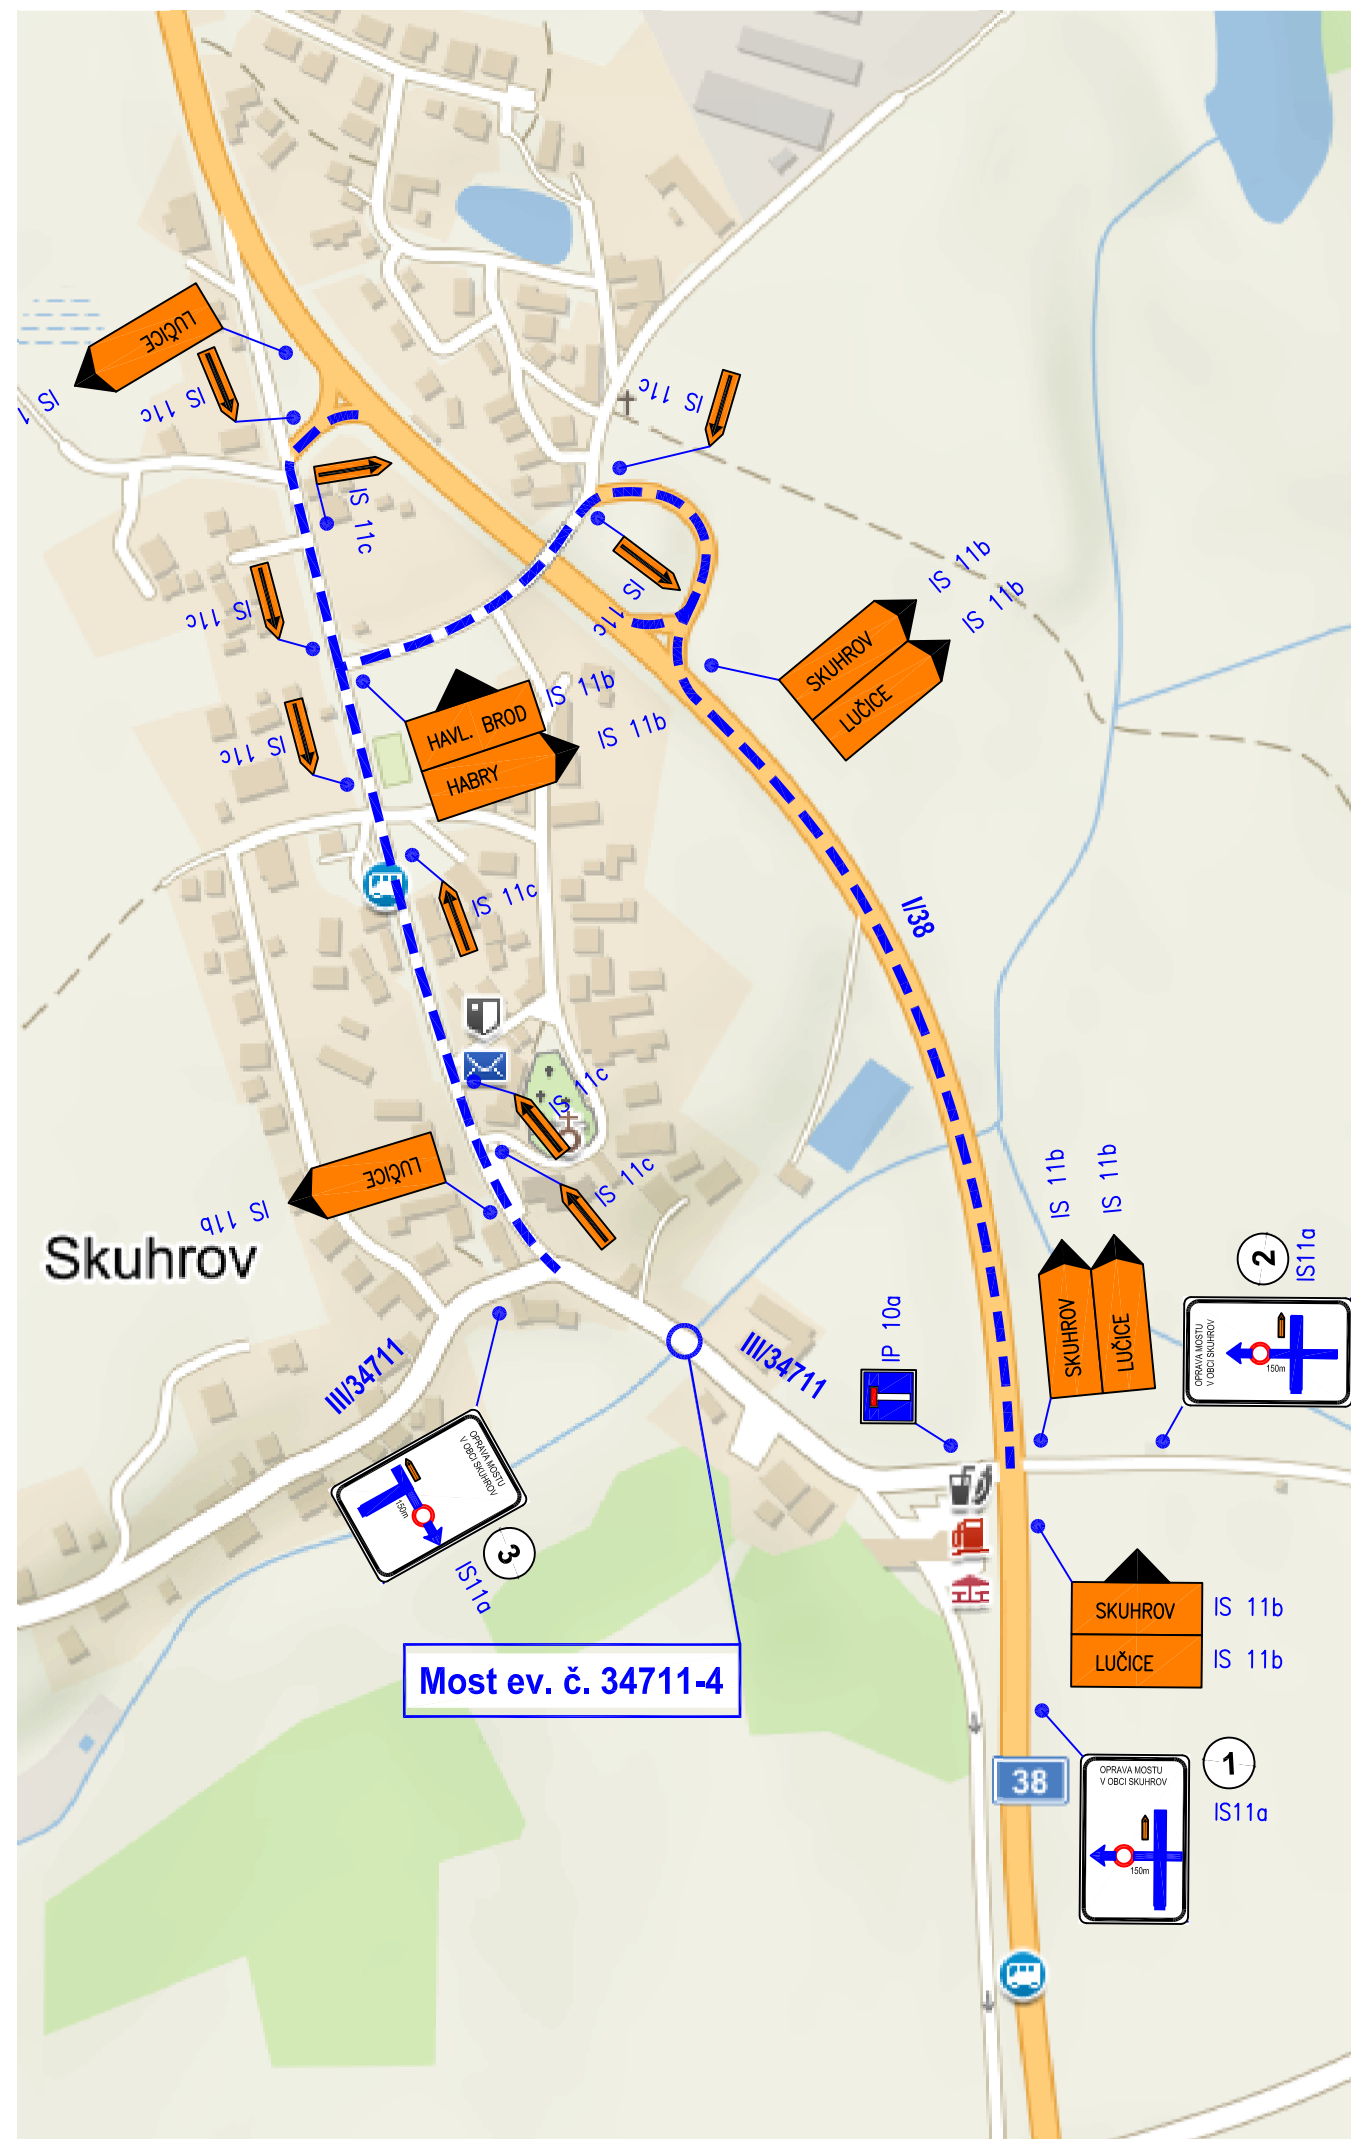 LUČICE
IS 1
IS 11c
IS 11c
IS 11c
IS 11c
IS
11c
IS 11b
IS 11b
SKUHROV
LUČICE
IS 11c
IS 11b
IS 11b
HAVL. BROD
HABRY
IS 11c
IS 11c
I/38
IS 11c
IS 11c
LUČICE
IS 11b
Skuhrov
IS 11b
IS 11b
SKUHROV
LUČICE
2
IS11a
OPRAVA MOSTU
V OBCI SKUHROV
150m
IP 10a
III/34711
III/34711
OPRAVA MOSTU
V OBCI SKUHROV
150m
3
IS11a
SKUHROV
IS 11b
LUČICE
IS 11b
Most ev. č. 34711-4
38
OPRAVA MOSTU
V OBCI SKUHROV
150m
1
IS11a